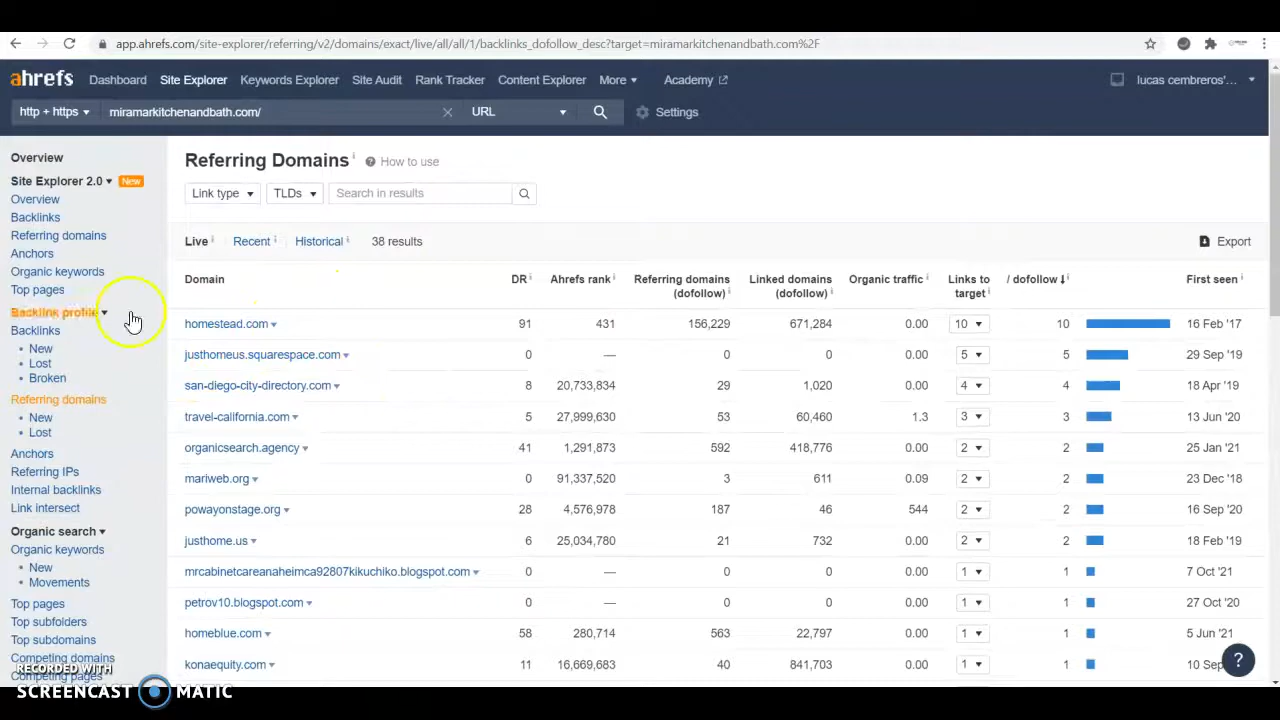 app.ahrefs.com/site-explorer/referring/v2/domains/exact/live/all/all/1/backlinks_dofollow_desc?target=miramarkitchenandbath.com%2F
ahrefs Dashboard Site Explorer Keywords Explorer Site Audit Rank Tracker Content Explorer More Academy lucas cembreros'...
http + https miramarkitchenandbath.com/ URL Settings
Overview
Site Explorer 2.0 New
Overview
Backlinks
Referring domains
Anchors
Organic keywords
Top pages
Backlink profile
Backlinks
• New
• Lost
• Broken
Referring domains
• New
• Lost
Anchors
Referring IPs
Internal backlinks
Link intersect
Organic search
Organic keywords
• New
• Movements
Top pages
Top subfolders
Top subdomains
Competing domains
Competing pages
Referring Domains i ? How to use
Link type TLDs Search in results
Live i Recent i Historical i 38 results Export
Domain DR i Ahrefs rank i Referring domains (dofollow) i Linked domains (dofollow) i Organic traffic i Links to target i / dofollow i First seen i
homestead.com 91 431 156,229 671,284 0.00 10 10 16 Feb '17
justhomeus.squarespace.com 0 — 0 0 0.00 5 5 29 Sep '19
san-diego-city-directory.com 8 20,733,834 29 1,020 0.00 4 4 18 Apr '19
travel-california.com 5 27,999,630 53 60,460 1.3 3 3 13 Jun '20
organicsearch.agency 41 1,291,873 592 418,776 0.00 2 2 25 Jan '21
mariweb.org 0 91,337,520 3 611 0.09 2 2 23 Dec '18
powayonstage.org 28 4,576,978 187 46 544 2 2 16 Sep '20
justhome.us 6 25,034,780 21 732 0.00 2 2 18 Feb '19
mrcabinetcareanaheimca92807kikuchiko.blogspot.com 0 — 0 0 0.00 1 1 7 Oct '21
petrov10.blogspot.com 0 — 0 0 0.00 1 1 27 Oct '20
homeblue.com 58 280,714 563 22,797 0.00 1 1 5 Jun '21
konaequity.com 11 16,669,683 40 841,703 0.00 1 1 10 Sep
?
RECORDED WITH
SCREENCAST MATIC